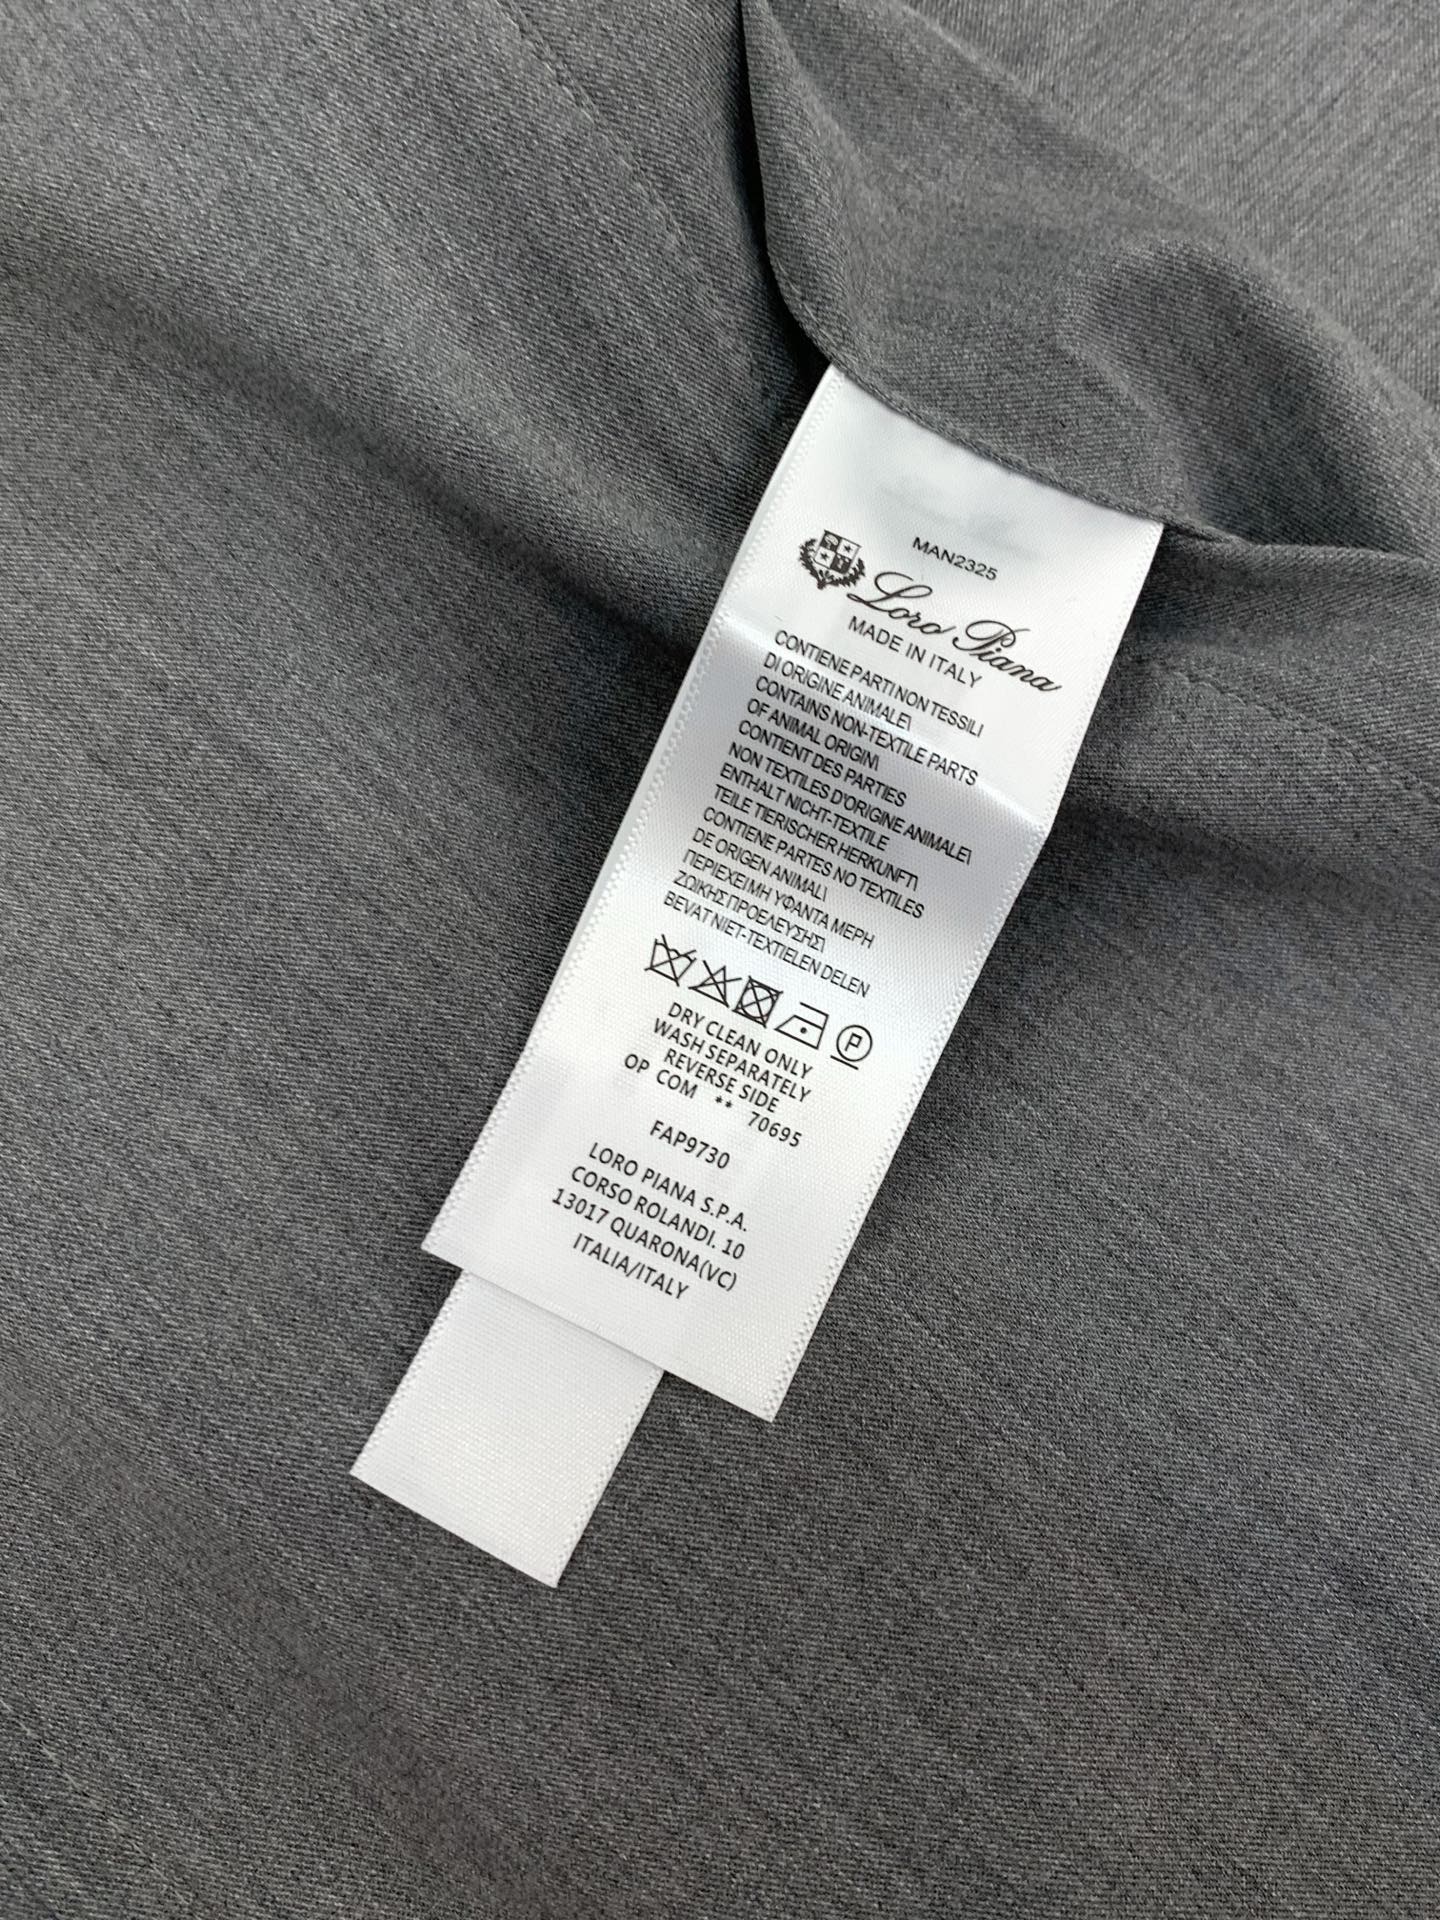 MAN2325
Loro Piana
MADE IN ITALY
CONTIENE PARTI NON TESSILI
DI ORIGINE ANIMALE\
CONTAINS NON-TEXTILE PARTS
OF ANIMAL ORIGIN\
CONTIENT DES PARTIES
NON TEXTILES D'ORIGINE ANIMALE\
ENTHALT NICHT-TEXTILE
TEILE TIERISCHER HERKUNFT\
CONTIENE PARTES NO TEXTILES
DE ORIGEN ANIMAL\
ΠΕΡΙΕΧΕΙ ΜΗ ΥΦΑΝΤΑ ΜΕΡΗ
ΖΩΙΚΗΣ ΠΡΟΕΛΕΥΣΗΣ\
BEVAT NIET-TEXTIELEN DELEN
P
DRY CLEAN ONLY
WASH SEPARATELY
REVERSE SIDE
OP COM ** 70695
FAP9730
LORO PIANA S.P.A.
CORSO ROLANDI. 10
13017 QUARONA(VC)
ITALIA/ITALY